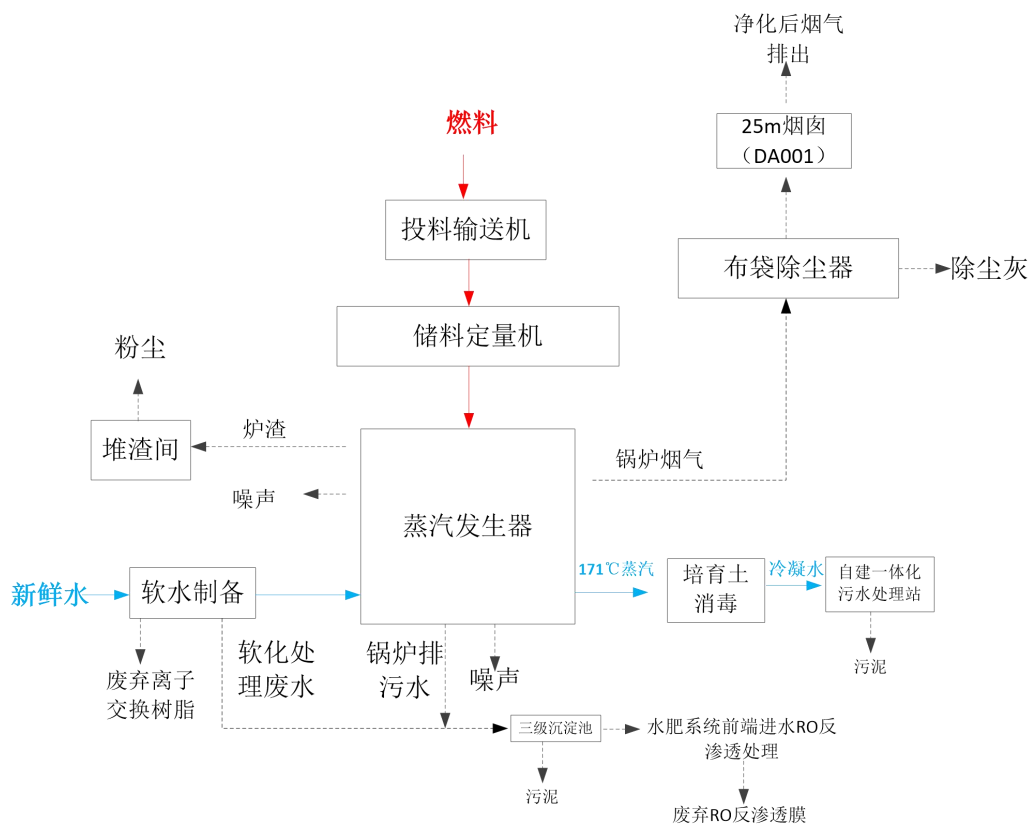 净化后烟气
排出
25m烟囱
（DA001）
燃料
投料输送机
布袋除尘器
除尘灰
储料定量机
粉尘
炉渣
堆渣间
锅炉烟气
噪声
蒸汽发生器
171℃蒸汽
冷凝水
新鲜水
软水制备
培育土
消毒
自建一体化
污水处理站
软化处
理废水
锅炉排
污水
噪声
污泥
废弃离子
交换树脂
三级沉淀池
水肥系统前端进水RO反
渗透处理
污泥
废弃RO反渗透膜